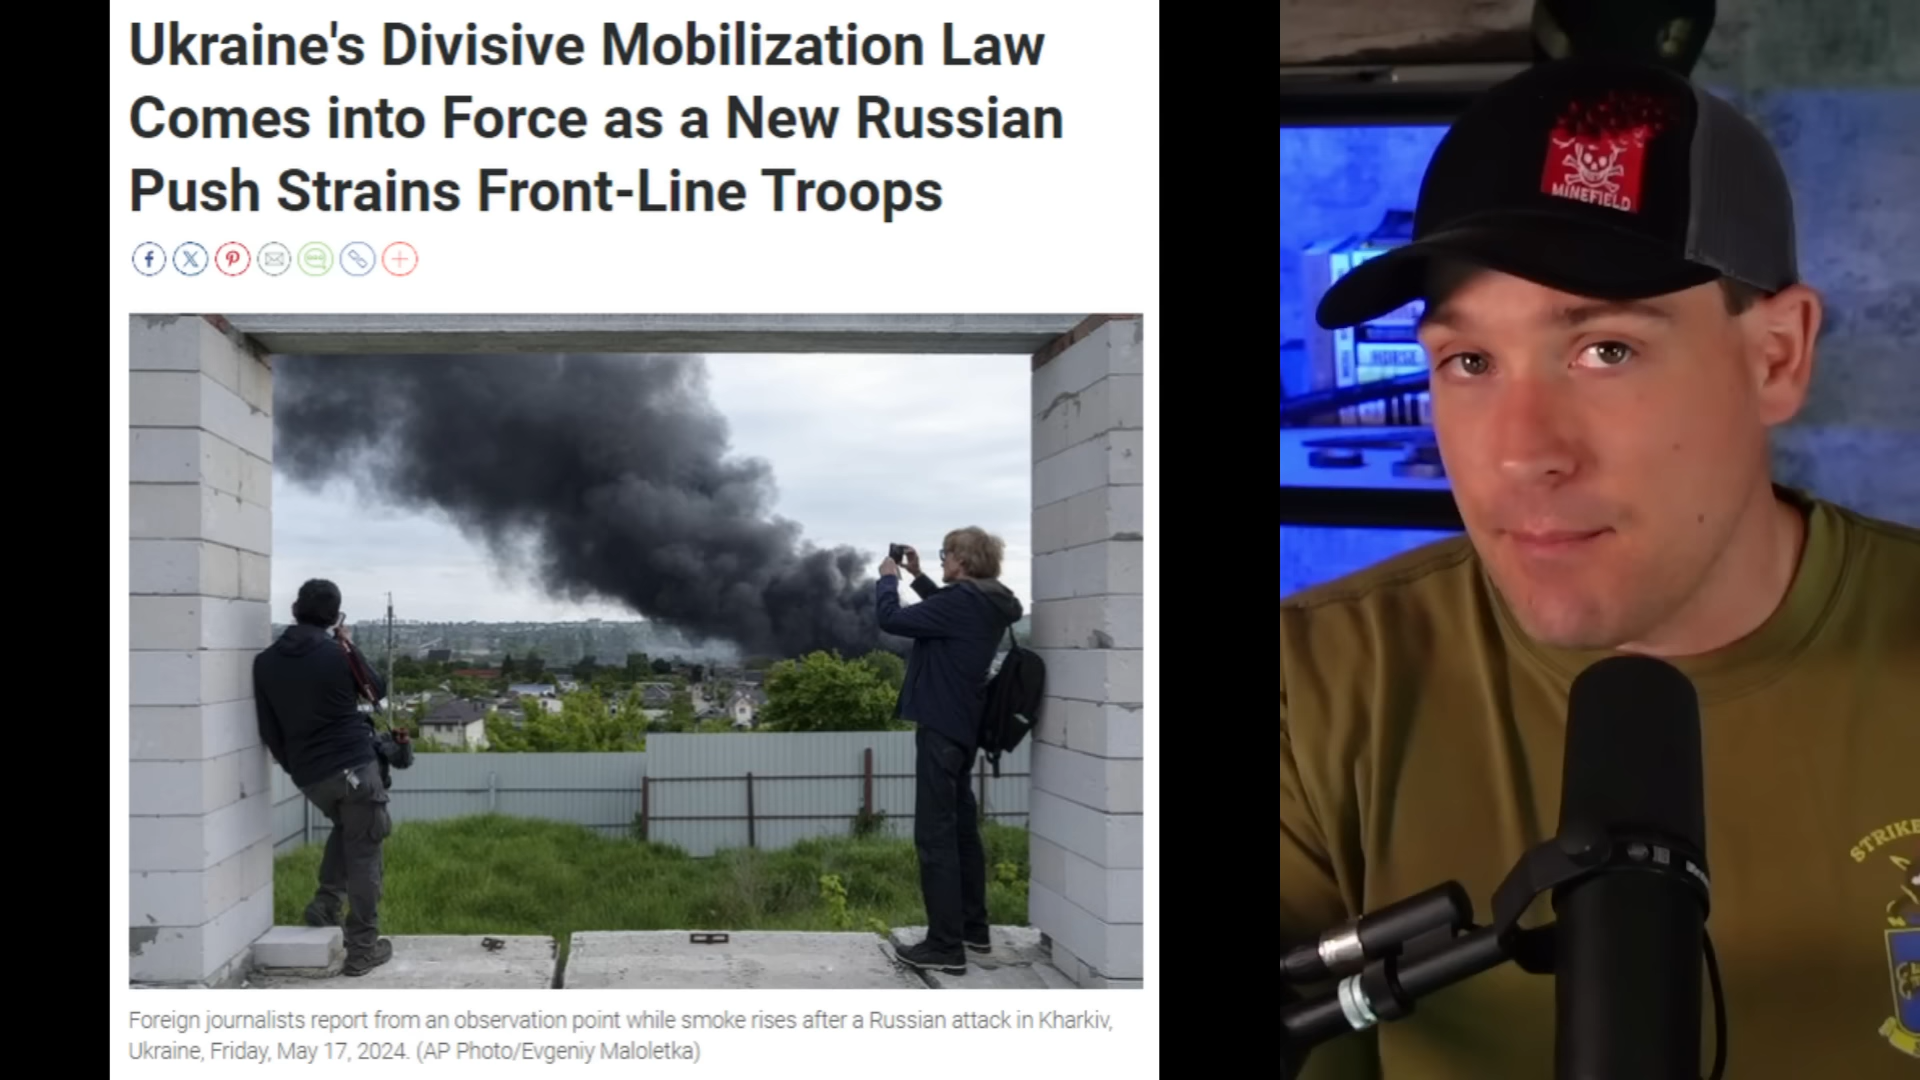 Ukraine's Divisive Mobilization Law
Comes into Force as a New Russian
Push Strains Front-Line Troops
Foreign journalists report from an observation point while smoke rises after a Russian attack in Kharkiv,
Ukraine, Friday, May 17, 2024. (AP Photo/Evgeniy Maloletka)
MINEFIELD
HORSE
STRIKE